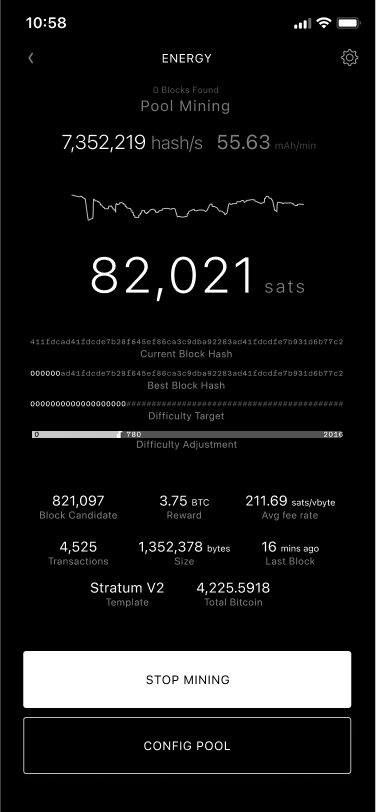 10:58
ENERGY
0 Blocks Found
Pool Mining
7,352,219 hash/s 55.63 mAh/min
82,021 sats
411fdcad41fdcde7b28f645ef86ca3c9dba92283ad41fdcdfe7b931d6b77c2
Current Block Hash
000000ad41fdcde7b28f645ef86ca3c9dba92283ad41fdcdfe7b931d6b77c2
Best Block Hash
0000000000000000000###########################################
Difficulty Target
0 780 2016
Difficulty Adjustment
821,097 3.75 BTC 211.69 sats/vbyte
Block Candidate Reward Avg fee rate
4,525 1,352,378 bytes 16 mins ago
Transactions Size Last Block
Stratum V2 4,225.5918
Template Total Bitcoin
STOP MINING
CONFIG POOL